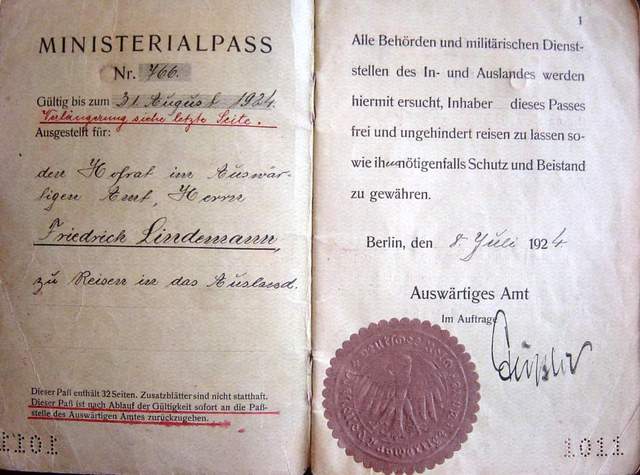 MINISTERIALPASS
Nr. 766.
Gültig bis zum 31 August 1924.
Verlängerung siehe letzte Seite.
Ausgestellt für:
den Hofrat im Auswär-
tigen Amt, Herrn
Friedrich Lindemann,
zu Reisen in das Ausland.
Dieser Paß enthält 32 Seiten. Zusatzblätter sind nicht statthaft.
Dieser Paß ist nach Ablauf der Gültigkeit sofort an die Paß-
stelle des Auswärtigen Amtes zurückzugeben.
1011
1
Alle Behörden und militärischen Dienst-
stellen des In- und Auslandes werden
hiermit ersucht, Inhaber dieses Passes
frei und ungehindert reisen zu lassen so-
wie ihm nötigenfalls Schutz und Beistand
zu gewähren.
Berlin, den 8. Juli 1924
Auswärtiges Amt
Im Auftrage
1011